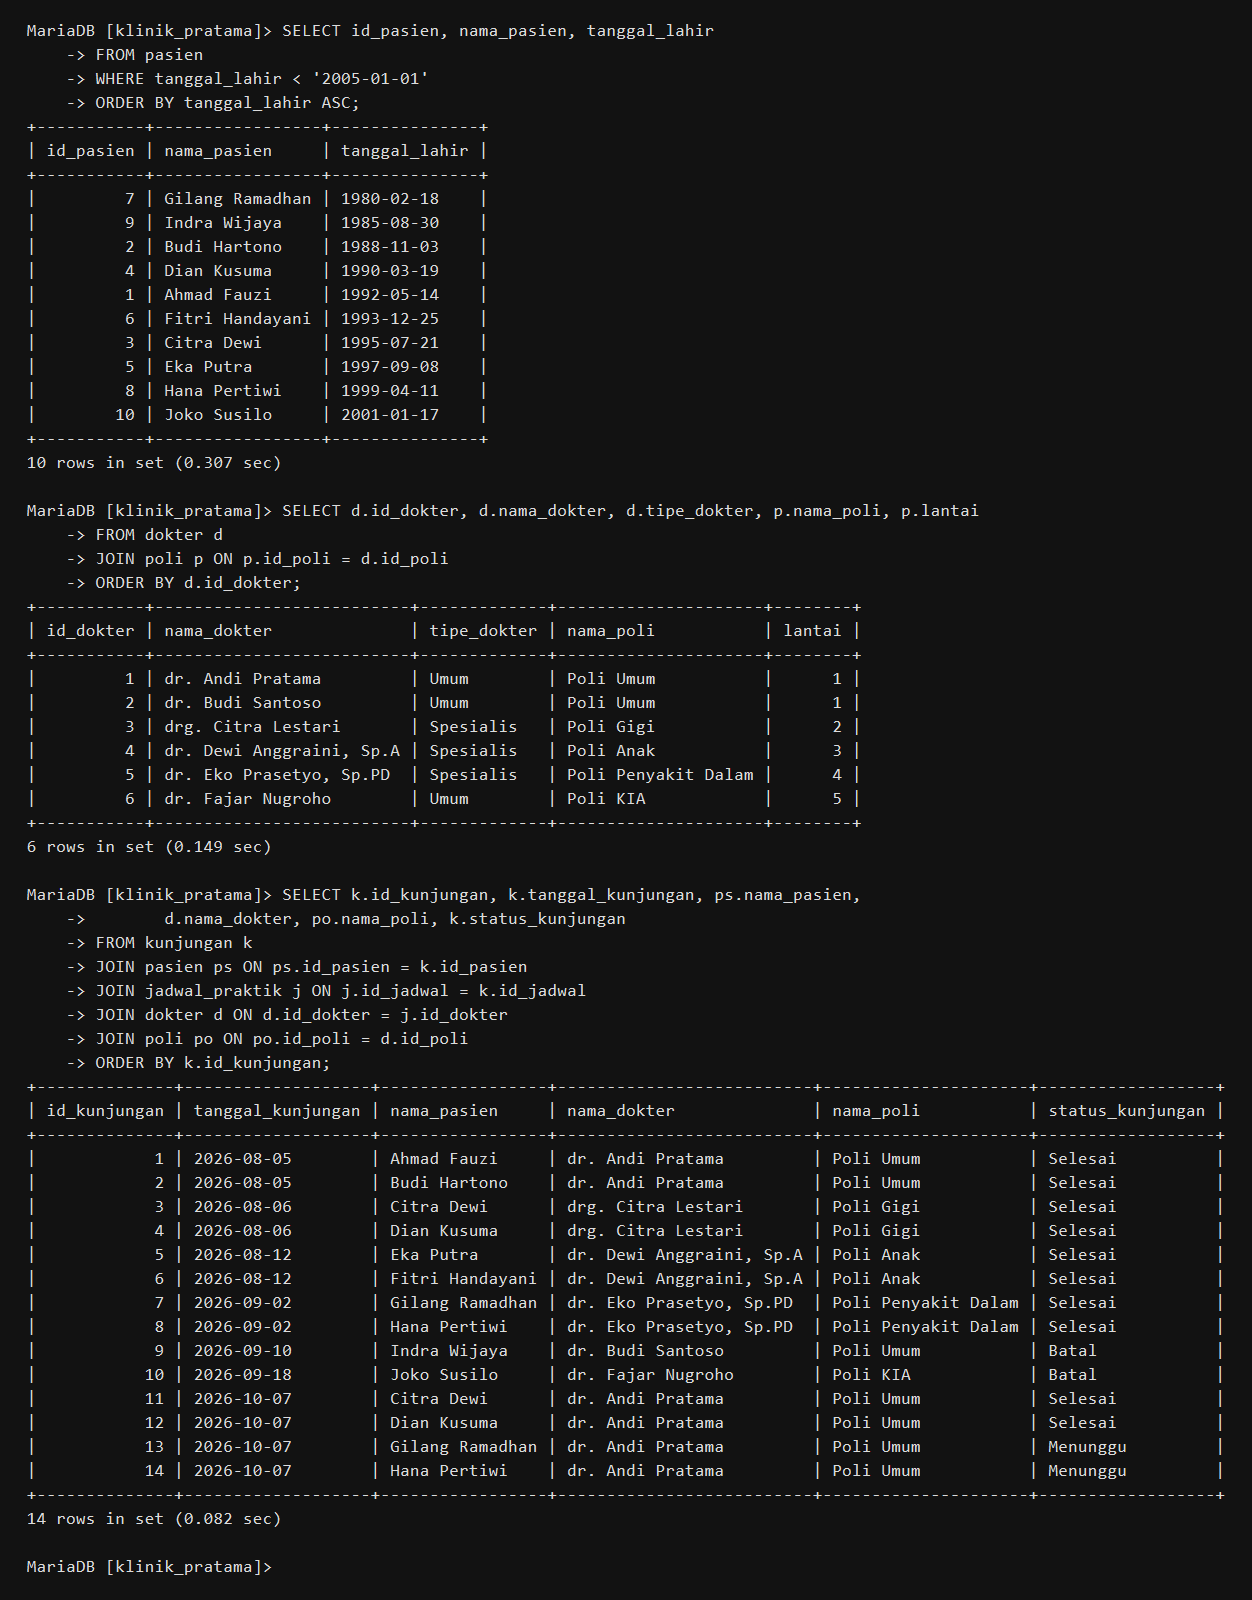 MariaDB [klinik_pratama]> SELECT id_pasien, nama_pasien, tanggal_lahir
    -> FROM pasien
    -> WHERE tanggal_lahir < '2005-01-01'
    -> ORDER BY tanggal_lahir ASC;
+-----------+-----------------+---------------+
| id_pasien | nama_pasien     | tanggal_lahir |
+-----------+-----------------+---------------+
|         7 | Gilang Ramadhan | 1980-02-18    |
|         9 | Indra Wijaya    | 1985-08-30    |
|         2 | Budi Hartono    | 1988-11-03    |
|         4 | Dian Kusuma     | 1990-03-19    |
|         1 | Ahmad Fauzi     | 1992-05-14    |
|         6 | Fitri Handayani | 1993-12-25    |
|         3 | Citra Dewi      | 1995-07-21    |
|         5 | Eka Putra       | 1997-09-08    |
|         8 | Hana Pertiwi    | 1999-04-11    |
|        10 | Joko Susilo     | 2001-01-17    |
+-----------+-----------------+---------------+
10 rows in set (0.307 sec)

MariaDB [klinik_pratama]> SELECT d.id_dokter, d.nama_dokter, d.tipe_dokter, p.nama_poli, p.lantai
    -> FROM dokter d
    -> JOIN poli p ON p.id_poli = d.id_poli
    -> ORDER BY d.id_dokter;
+-----------+--------------------------+-------------+---------------------+--------+
| id_dokter | nama_dokter              | tipe_dokter | nama_poli           | lantai |
+-----------+--------------------------+-------------+---------------------+--------+
|         1 | dr. Andi Pratama         | Umum        | Poli Umum           |      1 |
|         2 | dr. Budi Santoso         | Umum        | Poli Umum           |      1 |
|         3 | drg. Citra Lestari       | Spesialis   | Poli Gigi           |      2 |
|         4 | dr. Dewi Anggraini, Sp.A | Spesialis   | Poli Anak           |      3 |
|         5 | dr. Eko Prasetyo, Sp.PD  | Spesialis   | Poli Penyakit Dalam |      4 |
|         6 | dr. Fajar Nugroho        | Umum        | Poli KIA            |      5 |
+-----------+--------------------------+-------------+---------------------+--------+
6 rows in set (0.149 sec)

MariaDB [klinik_pratama]> SELECT k.id_kunjungan, k.tanggal_kunjungan, ps.nama_pasien,
    ->        d.nama_dokter, po.nama_poli, k.status_kunjungan
    -> FROM kunjungan k
    -> JOIN pasien ps ON ps.id_pasien = k.id_pasien
    -> JOIN jadwal_praktik j ON j.id_jadwal = k.id_jadwal
    -> JOIN dokter d ON d.id_dokter = j.id_dokter
    -> JOIN poli po ON po.id_poli = d.id_poli
    -> ORDER BY k.id_kunjungan;
+--------------+-------------------+-----------------+--------------------------+---------------------+------------------+
| id_kunjungan | tanggal_kunjungan | nama_pasien     | nama_dokter              | nama_poli           | status_kunjungan |
+--------------+-------------------+-----------------+--------------------------+---------------------+------------------+
|            1 | 2026-08-05        | Ahmad Fauzi     | dr. Andi Pratama         | Poli Umum           | Selesai          |
|            2 | 2026-08-05        | Budi Hartono    | dr. Andi Pratama         | Poli Umum           | Selesai          |
|            3 | 2026-08-06        | Citra Dewi      | drg. Citra Lestari       | Poli Gigi           | Selesai          |
|            4 | 2026-08-06        | Dian Kusuma     | drg. Citra Lestari       | Poli Gigi           | Selesai          |
|            5 | 2026-08-12        | Eka Putra       | dr. Dewi Anggraini, Sp.A | Poli Anak           | Selesai          |
|            6 | 2026-08-12        | Fitri Handayani | dr. Dewi Anggraini, Sp.A | Poli Anak           | Selesai          |
|            7 | 2026-09-02        | Gilang Ramadhan | dr. Eko Prasetyo, Sp.PD  | Poli Penyakit Dalam | Selesai          |
|            8 | 2026-09-02        | Hana Pertiwi    | dr. Eko Prasetyo, Sp.PD  | Poli Penyakit Dalam | Selesai          |
|            9 | 2026-09-10        | Indra Wijaya    | dr. Budi Santoso         | Poli Umum           | Batal            |
|           10 | 2026-09-18        | Joko Susilo     | dr. Fajar Nugroho        | Poli KIA            | Batal            |
|           11 | 2026-10-07        | Citra Dewi      | dr. Andi Pratama         | Poli Umum           | Selesai          |
|           12 | 2026-10-07        | Dian Kusuma     | dr. Andi Pratama         | Poli Umum           | Selesai          |
|           13 | 2026-10-07        | Gilang Ramadhan | dr. Andi Pratama         | Poli Umum           | Menunggu         |
|           14 | 2026-10-07        | Hana Pertiwi    | dr. Andi Pratama         | Poli Umum           | Menunggu         |
+--------------+-------------------+-----------------+--------------------------+---------------------+------------------+
14 rows in set (0.082 sec)

MariaDB [klinik_pratama]>